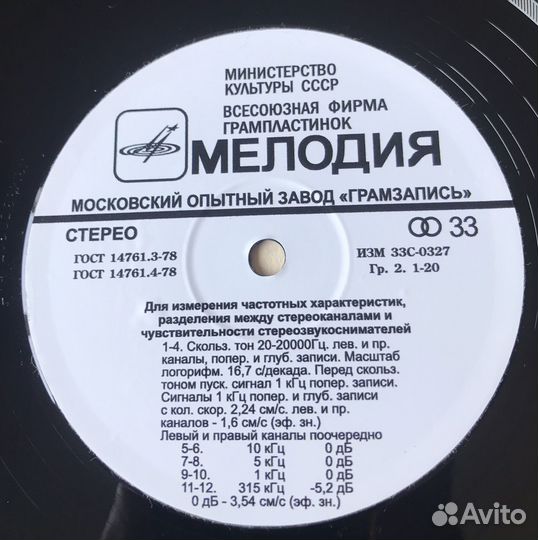 МИНИСТЕРСТВО
КУЛЬТУРЫ СССР
ВСЕСОЮЗНАЯ ФИРМА
ГРАМПЛАСТИНОК
МЕЛОДИЯ
МОСКОВСКИЙ ОПЫТНЫЙ ЗАВОД «ГРАМЗАПИСЬ»
СТЕРЕО 33
ГОСТ 14761.3-78 ИЗМ 33С-0327
ГОСТ 14761.4-78 Гр. 2. 1-20
Для измерения частотных характеристик,
разделения между стереоканалами и
чувствительности стереозвукоснимателей
1-4. Скольз. тон 20-20000Гц. лев. и пр.
каналы, попер. и глуб. записи. Масштаб
логорифм. 16,7 с/декада. Перед скольз.
тоном пуск. сигнал 1 кГц попер. записи.
Сигналы 1 кГц попер. и глуб. записи
с кол. скор. 2,24 см/с. лев. и пр.
каналов - 1,6 см/с (эф. зн.)
Левый и правый каналы поочередно
5-6. 10 кГц 0 дБ
7-8. 5 кГц 0 дБ
9-10. 1 кГц 0 дБ
11-12. 315 кГц -5,2 дБ
0 дБ - 3,54 см/с (эф. зн.)
Avito